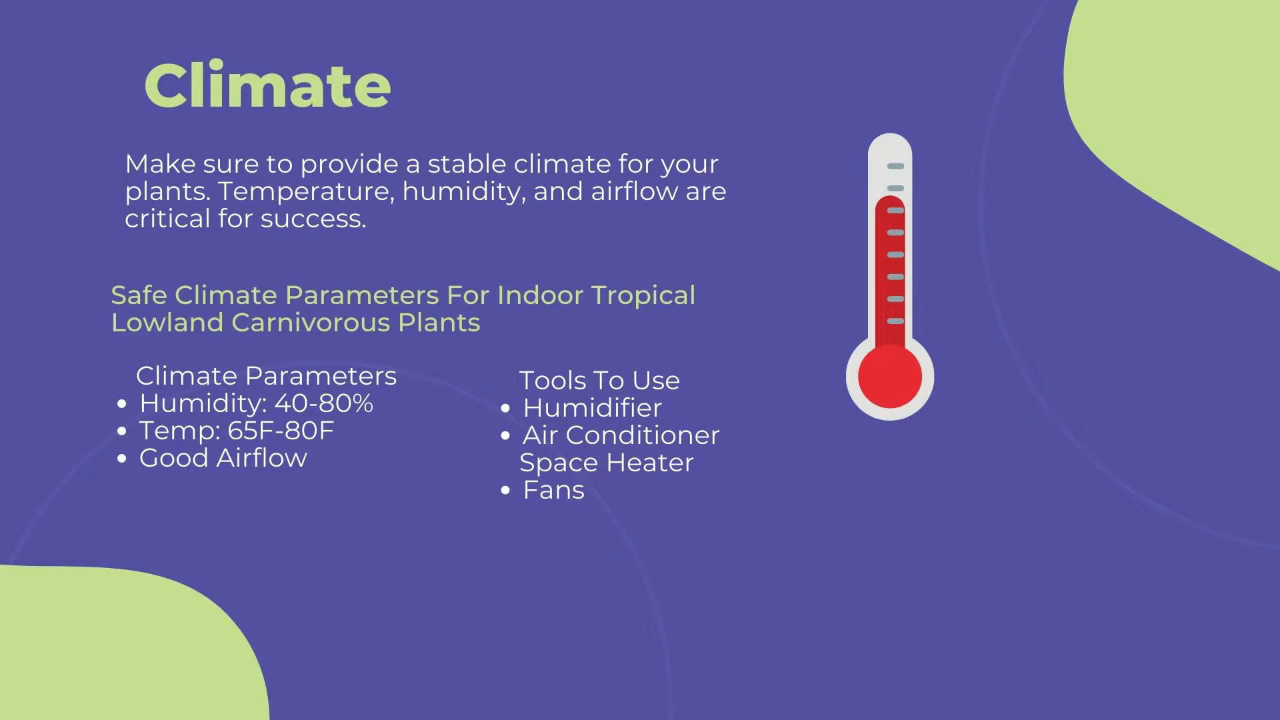 Climate
Make sure to provide a stable climate for your
plants. Temperature, humidity, and airflow are
critical for success.
Safe Climate Parameters For Indoor Tropical
Lowland Carnivorous Plants
Climate Parameters
• Humidity: 40-80%
• Temp: 65F-80F
• Good Airflow
Tools To Use
• Humidifier
• Air Conditioner
Space Heater
• Fans